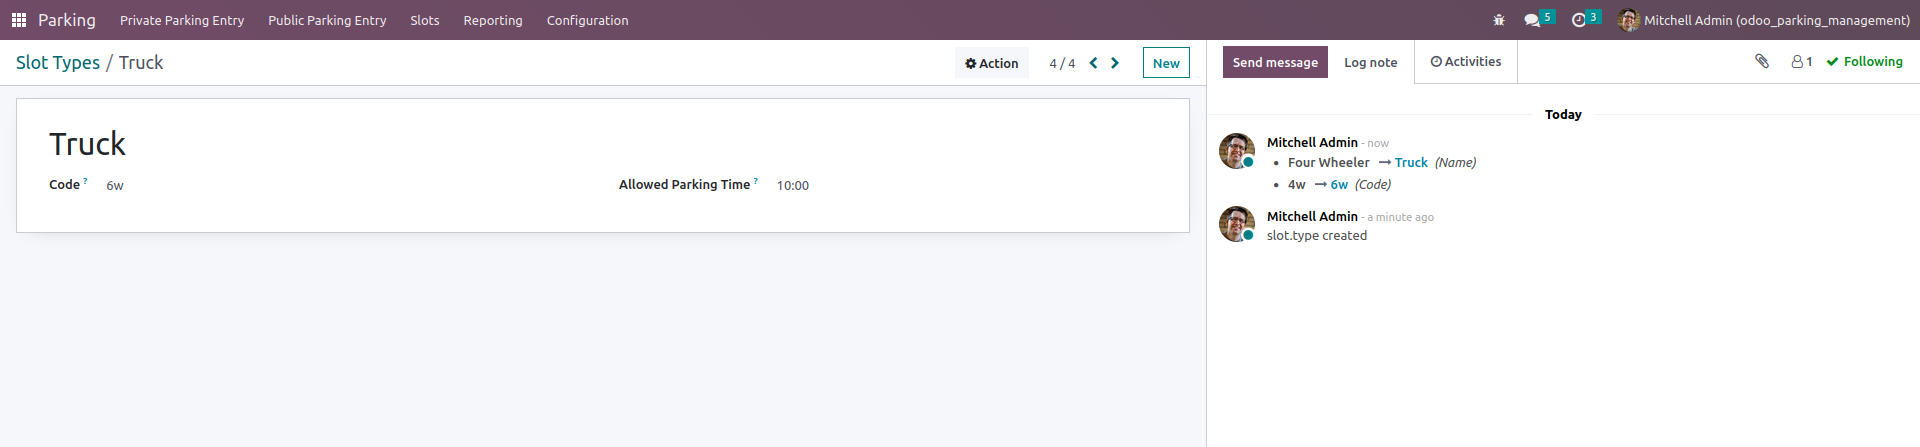 Parking Private Parking Entry Public Parking Entry Slots Reporting Configuration 5 3 Mitchell Admin (odoo_parking_management)
Slot Types / Truck Action 4 / 4 New Send message Log note Activities 1 Following
Truck
Code ? 6w Allowed Parking Time ? 10:00
Today
Mitchell Admin - now
• Four Wheeler → Truck (Name)
• 4w → 6w (Code)
Mitchell Admin - a minute ago
slot.type created